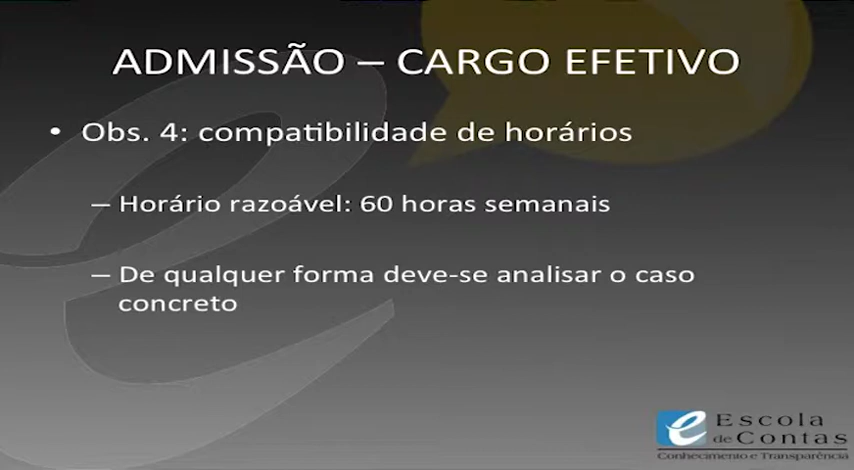 ADMISSÃO – CARGO EFETIVO
• Obs. 4: compatibilidade de horários
– Horário razoável: 60 horas semanais
– De qualquer forma deve-se analisar o caso
concreto
Escola
de Contas
Conhecimento e Transparência